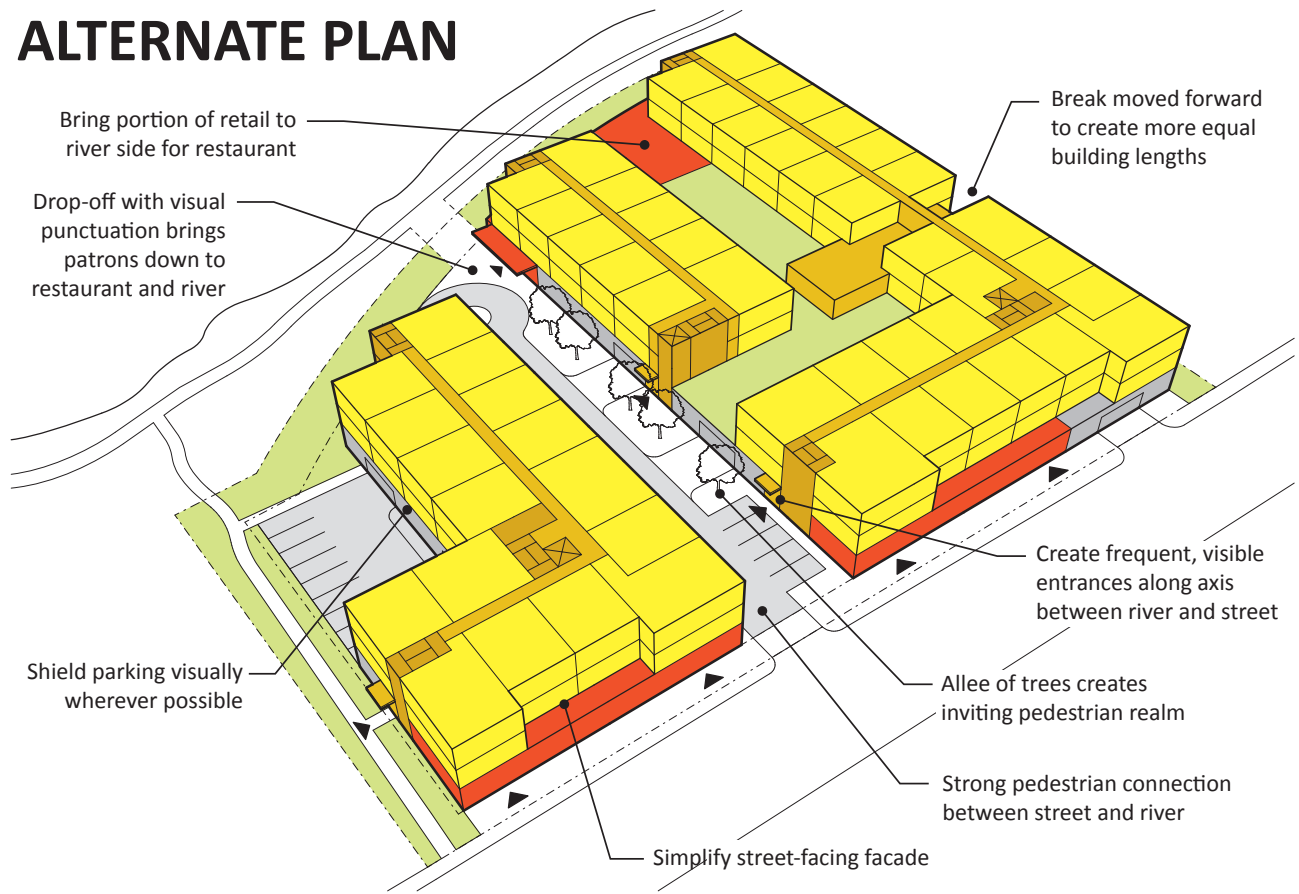 ALTERNATE PLAN
Bring portion of retail to
river side for restaurant
Drop-off with visual
punctuation brings
patrons down to
restaurant and river
Break moved forward
to create more equal
building lengths
Create frequent, visible
entrances along axis
between river and street
Shield parking visually
wherever possible
Allee of trees creates
inviting pedestrian realm
Strong pedestrian connection
between street and river
Simplify street-facing facade